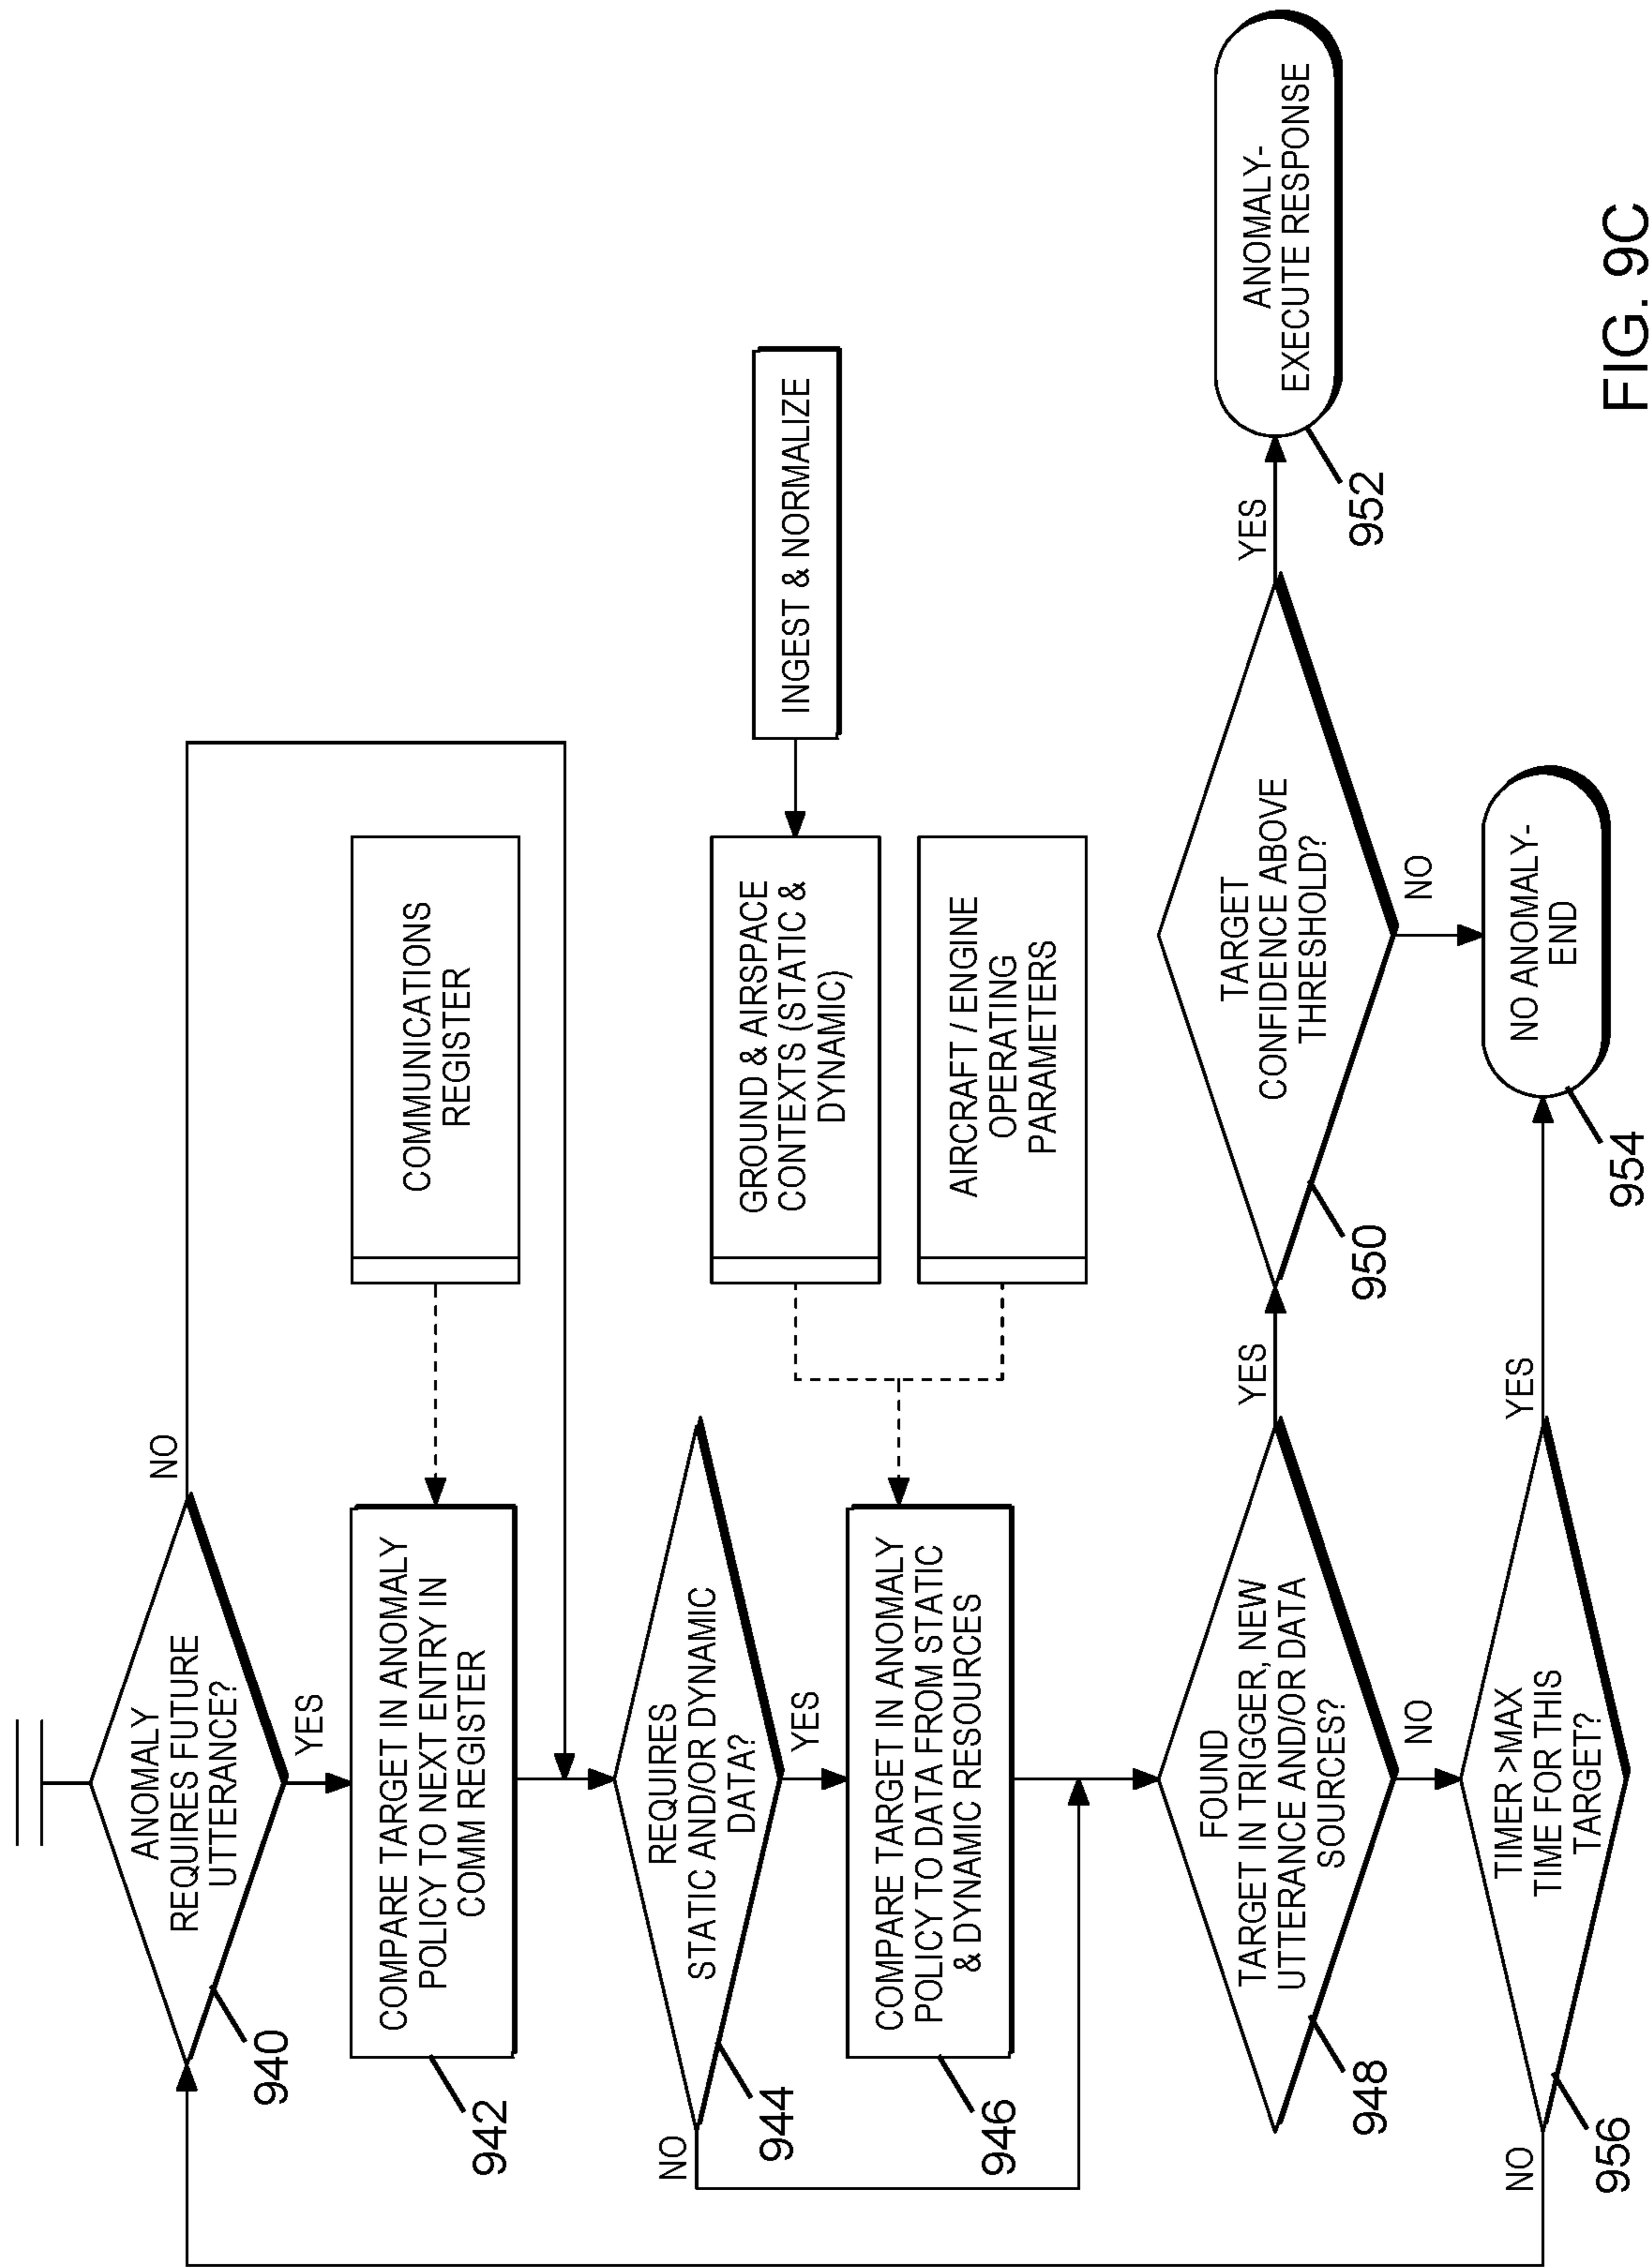 ANOMALY
REQUIRES FUTURE
UTTERANCE?
NO
940
YES
COMPARE TARGET IN ANOMALY
POLICY TO NEXT ENTRY IN
COMM REGISTER
942
COMMUNICATIONS
REGISTER
REQUIRES
STATIC AND/OR DYNAMIC
DATA?
NO
944
YES
COMPARE TARGET IN ANOMALY
POLICY TO DATA FROM STATIC
& DYNAMIC RESOURCES
946
GROUND & AIRSPACE
CONTEXTS (STATIC &
DYNAMIC)
INGEST & NORMALIZE
AIRCRAFT / ENGINE
OPERATING
PARAMETERS
FOUND
TARGET IN TRIGGER, NEW
UTTERANCE AND/OR DATA
SOURCES?
948
YES
TARGET
CONFIDENCE ABOVE
THRESHOLD?
950
YES
ANOMALY-
EXECUTE RESPONSE
952
NO
NO
TIMER >MAX
TIME FOR THIS
TARGET?
NO
956
YES
NO ANOMALY-
END
954
FIG. 9C